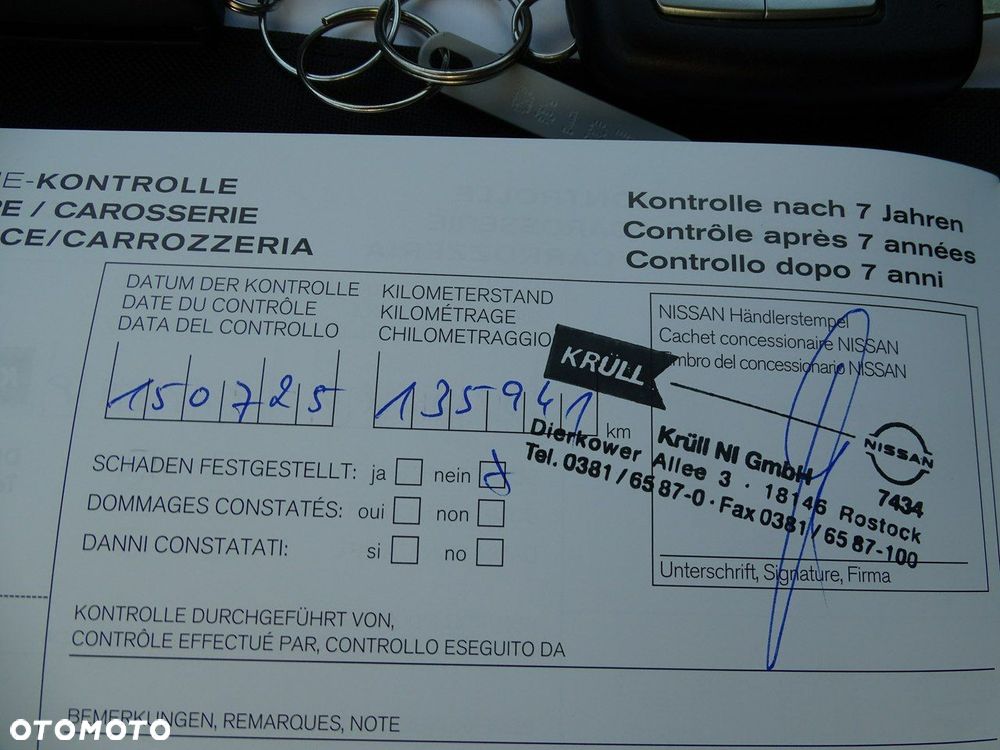 IE-KONTROLLE
RE / CAROSSERIE
CE/CARROZZERIA
Kontrolle nach 7 Jahren
Contrôle après 7 années
Controllo dopo 7 anni
DATUM DER KONTROLLE
DATE DU CONTRÔLE
DATA DEL CONTROLLO
150725
KILOMETERSTAND
KILOMÉTRAGE
CHILOMETRAGGIO
135941 km
NISSAN Händlerstempel
Cachet concessionaire NISSAN
del concessionario NISSAN
KRÜLL
NISSAN
7434
Krüll NI GmbH
Dierkower Allee 3 · 18146 Rostock
Tel. 0381 / 65 87-0 · Fax 0381 / 65 87-100
Unterschrift, Signature, Firma
SCHADEN FESTGESTELLT: ja nein
DOMMAGES CONSTATÉS: oui non
DANNI CONSTATATI: si no
KONTROLLE DURCHGEFÜHRT VON,
CONTRÔLE EFFECTUÉ PAR, CONTROLLO ESEGUITO DA
BEMERKUNGEN, REMARQUES, NOTE
OTOMOTO